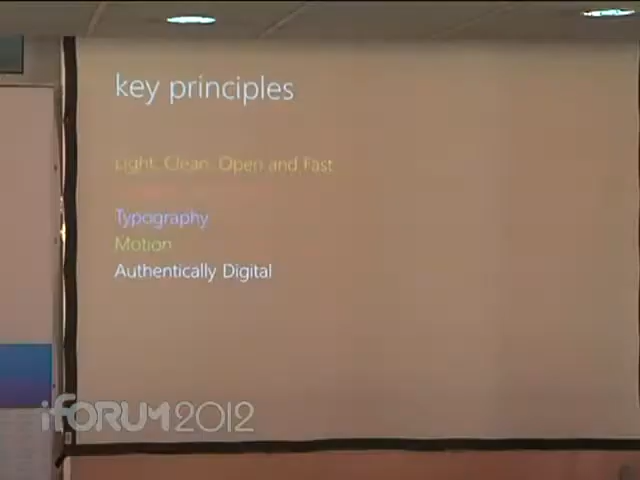 key principles
Light, Clean, Open and Fast
Typography
Motion
Authentically Digital
iFORUM2012